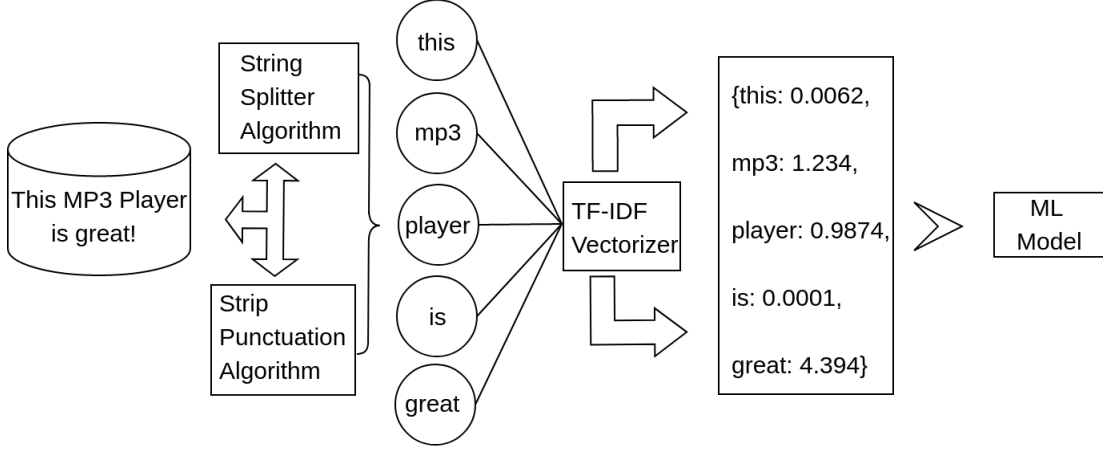 This MP3 Player
is great!
String
Splitter
Algorithm
Strip
Punctuation
Algorithm
this
mp3
player
is
great
TF-IDF
Vectorizer
{this: 0.0062,
mp3: 1.234,
player: 0.9874,
is: 0.0001,
great: 4.394}
ML
Model